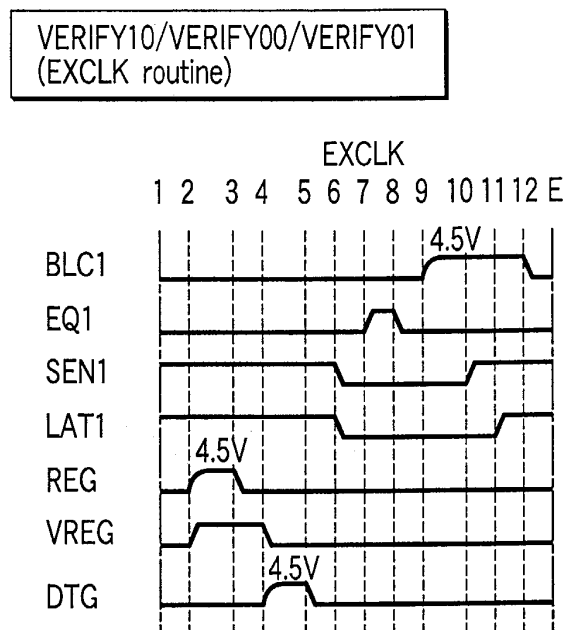 VERIFY10/VERIFY00/VERIFY01
(EXCLK routine)
EXCLK
1 2 3 4 5 6 7 8 9 10 11 12 E
BLC1 4.5V
EQ1
SEN1
LAT1
REG 4.5V
VREG
DTG 4.5V